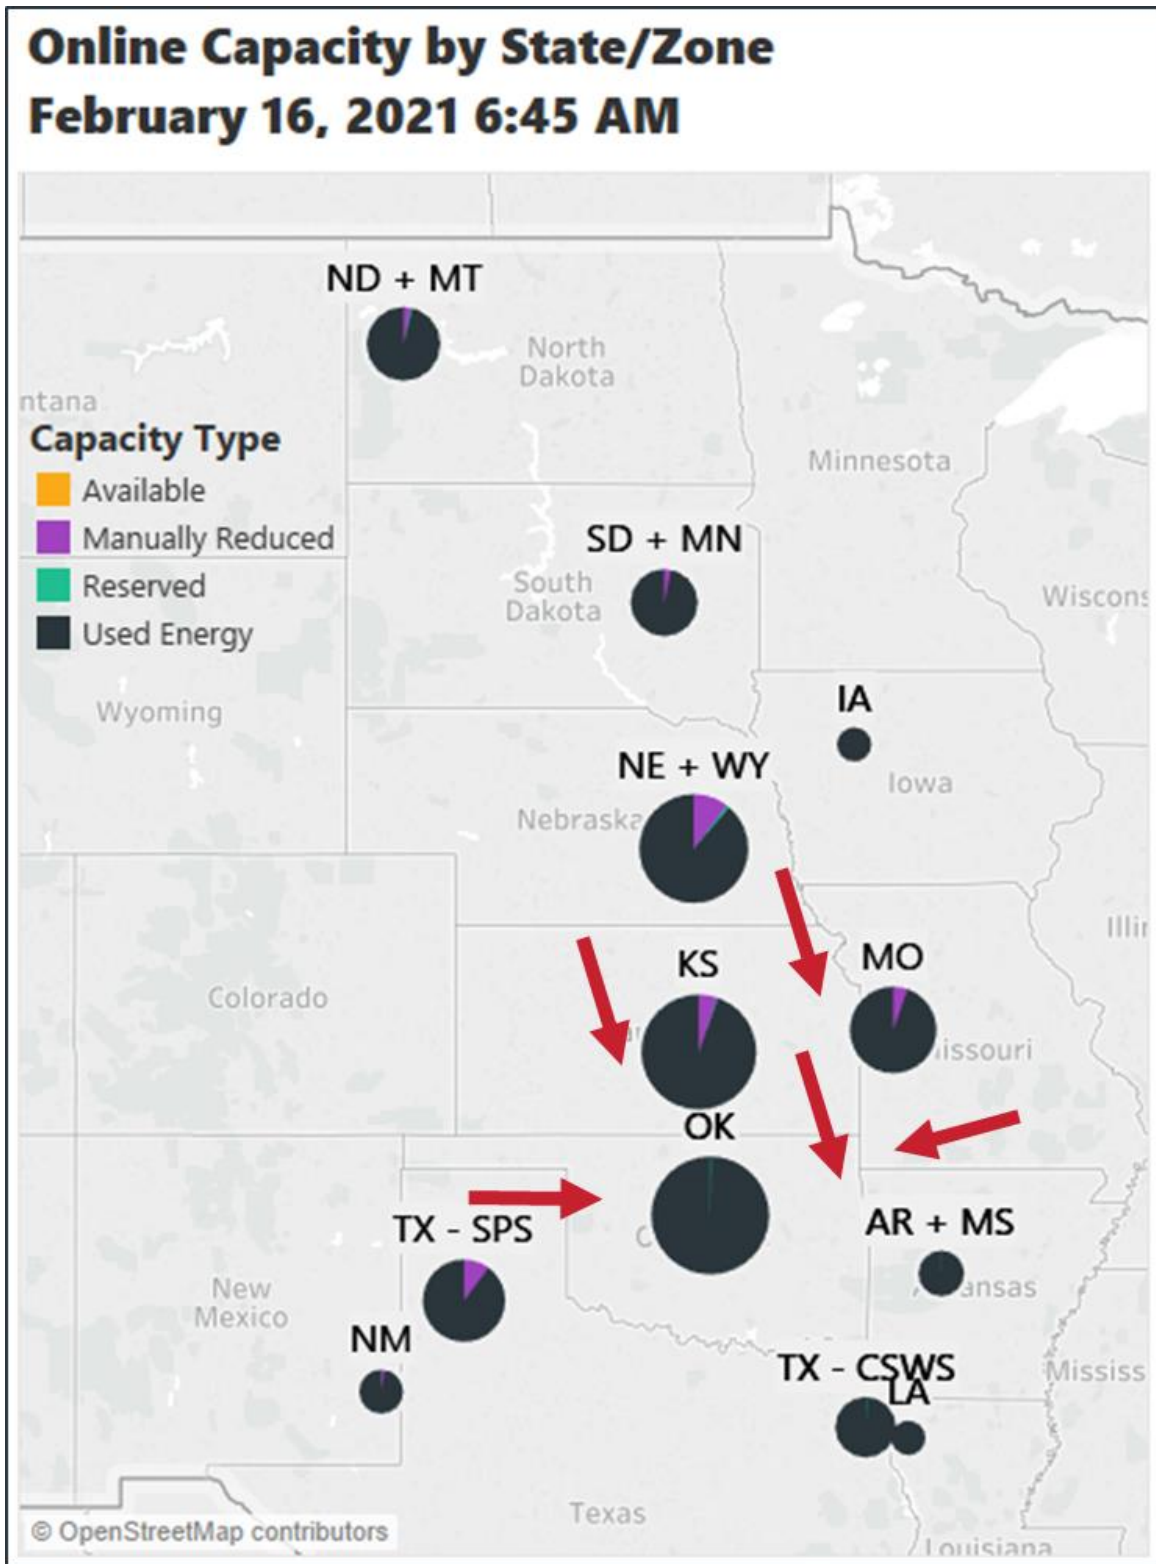 Online Capacity by State/Zone
February 16, 2021 6:45 AM
ND + MT
North
Dakota
ntana
Capacity Type
Available
Manually Reduced
Reserved
Used Energy
Minnesota
SD + MN
South
Dakota
Wiscons
Wyoming
IA
Iowa
NE + WY
Nebraska
Illin
KS
MO
issouri
Colorado
OK
TX - SPS
AR + MS
ansas
New
Mexico
NM
TX - CSWS
LA
Mississ
Texas
Louisiana
© OpenStreetMap contributors